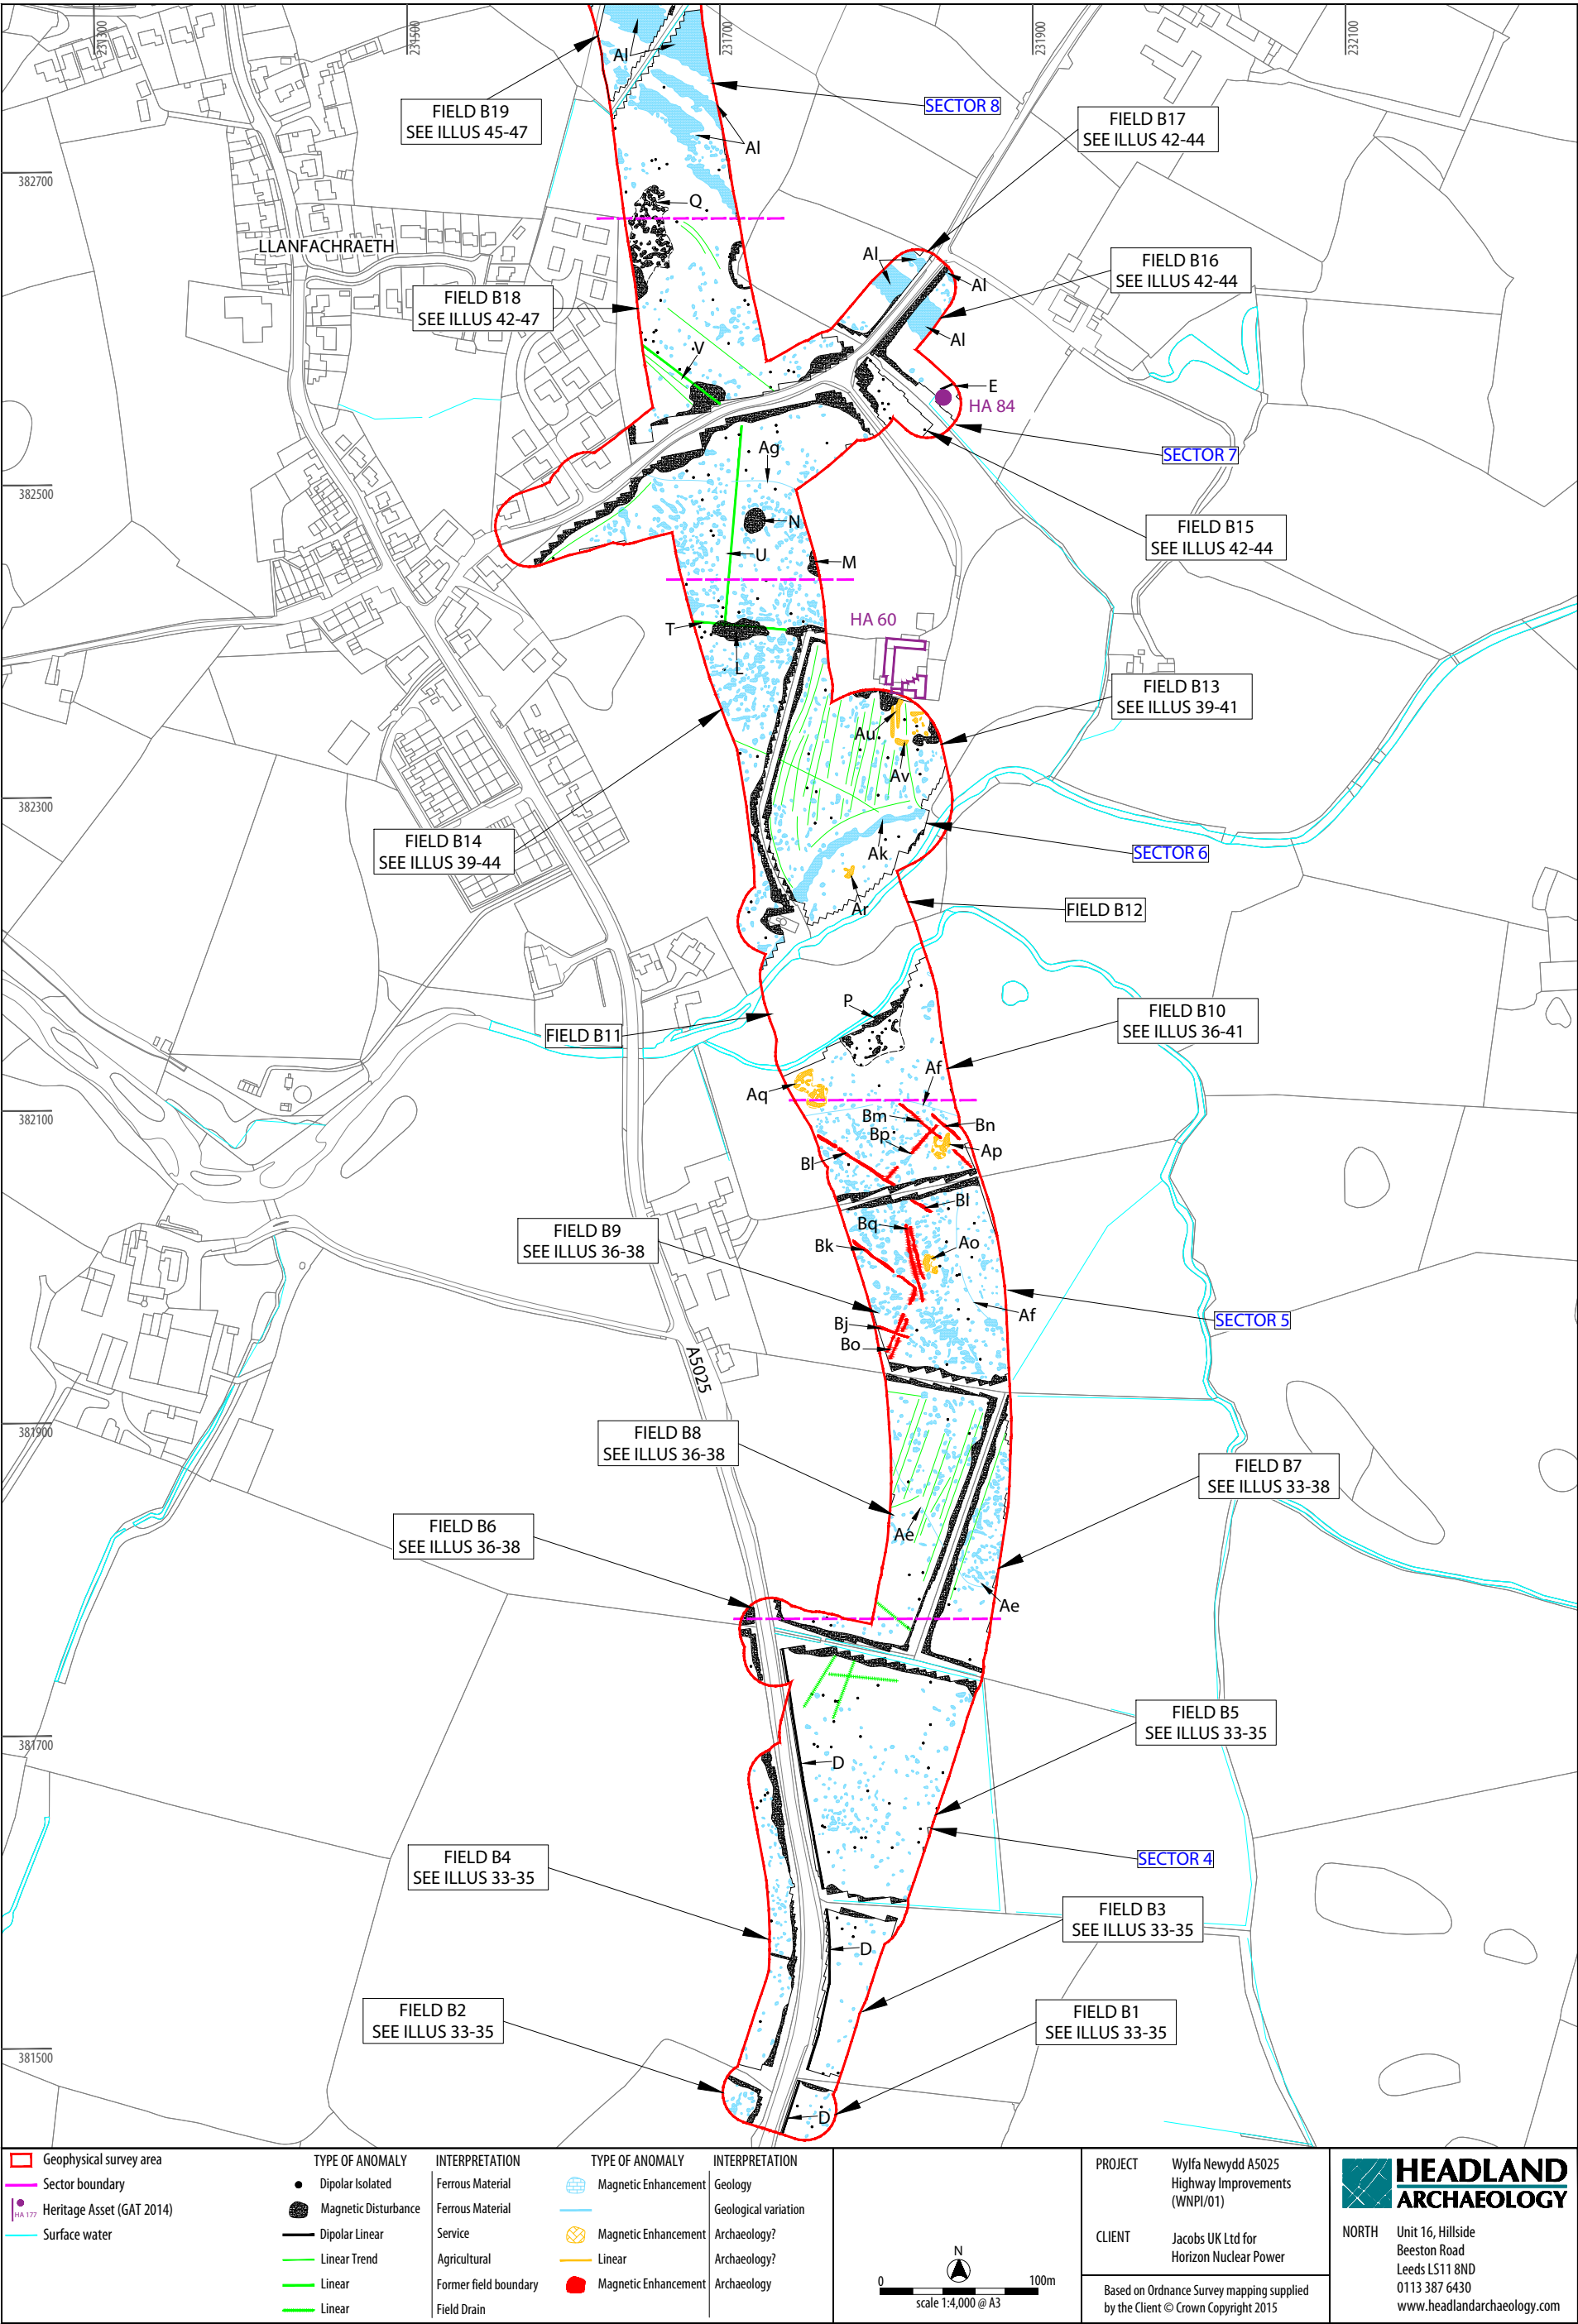 231300
231500
231700
231900
232100
Al
FIELD B19
SEE ILLUS 45-47
SECTOR 8
FIELD B17
SEE ILLUS 42-44
Al
382700
Q
LLANFACHRAETH
Al
FIELD B16
SEE ILLUS 42-44
Al
FIELD B18
SEE ILLUS 42-47
Al
V
E
HA 84
Ag
SECTOR 7
382500
N
FIELD B15
SEE ILLUS 42-44
U
M
HA 60
T
L
FIELD B13
SEE ILLUS 39-41
Au
Av
382300
FIELD B14
SEE ILLUS 39-44
Ak
SECTOR 6
Ar
FIELD B12
P
FIELD B10
SEE ILLUS 36-41
FIELD B11
Af
Aq
382100
Bm
Bn
Bp
Ap
Bl
Bl
FIELD B9
SEE ILLUS 36-38
Bq
Bk
Ao
Af
SECTOR 5
Bj
Bo
A5025
381900
FIELD B8
SEE ILLUS 36-38
FIELD B7
SEE ILLUS 33-38
FIELD B6
SEE ILLUS 36-38
Ae
Ae
381700
FIELD B5
SEE ILLUS 33-35
D
FIELD B4
SEE ILLUS 33-35
SECTOR 4
FIELD B3
SEE ILLUS 33-35
D
FIELD B2
SEE ILLUS 33-35
FIELD B1
SEE ILLUS 33-35
381500
D
Geophysical survey area
Sector boundary
HA 177 Heritage Asset (GAT 2014)
Surface water
TYPE OF ANOMALY INTERPRETATION
Dipolar Isolated Ferrous Material
Magnetic Disturbance Ferrous Material
Dipolar Linear Service
Linear Trend Agricultural
Linear Former field boundary
Linear Field Drain
TYPE OF ANOMALY INTERPRETATION
Magnetic Enhancement Geology
Geological variation
Magnetic Enhancement Archaeology?
Linear Archaeology?
Magnetic Enhancement Archaeology
N
0 100m
scale 1:4,000 @ A3
PROJECT Wylfa Newydd A5025
Highway Improvements
(WNPI/01)
CLIENT Jacobs UK Ltd for
Horizon Nuclear Power
Based on Ordnance Survey mapping supplied
by the Client © Crown Copyright 2015
HEADLAND
ARCHAEOLOGY
NORTH Unit 16, Hillside
Beeston Road
Leeds LS11 8ND
0113 387 6430
www.headlandarchaeology.com